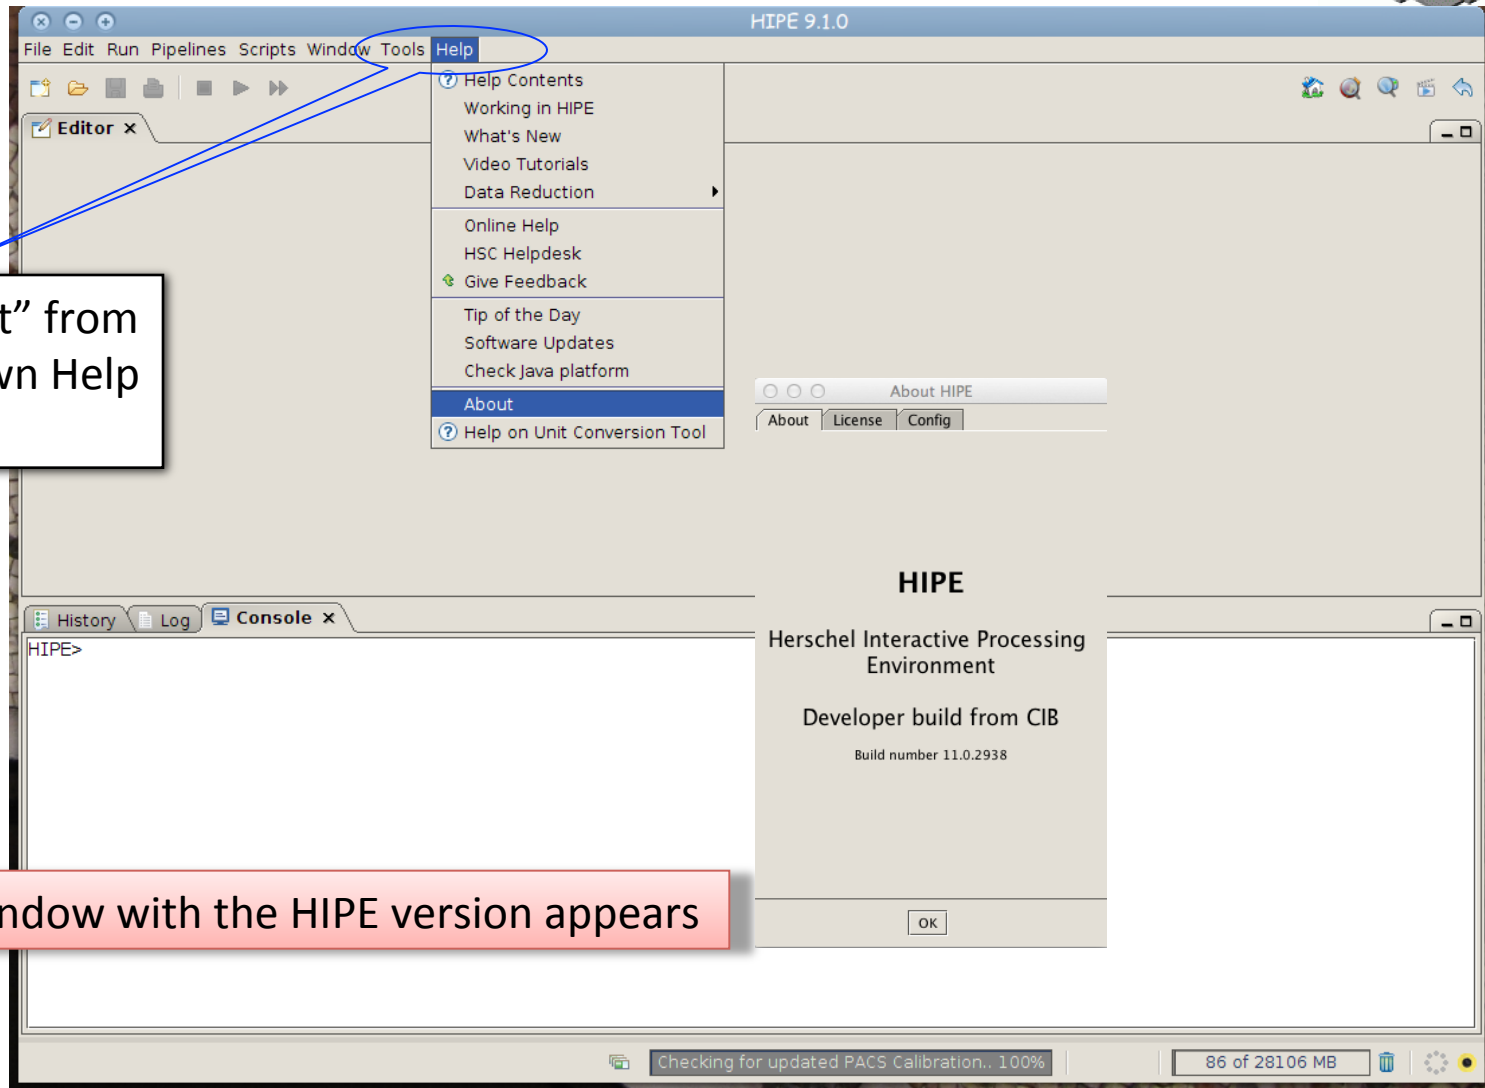 HIPE 9.1.0
File Edit Run Pipelines Scripts Window Tools Help
Help Contents
Working in HIPE
What's New
Video Tutorials
Data Reduction
Online Help
HSC Helpdesk
Give Feedback
Tip of the Day
Software Updates
Check Java platform
About
Help on Unit Conversion Tool
Editor
t” from
wn Help
About HIPE
About License Config
HIPE
Herschel Interactive Processing
Environment
Developer build from CIB
Build number 11.0.2938
OK
History Log Console
HIPE>
ndow with the HIPE version appears
Checking for updated PACS Calibration.. 100%
86 of 28106 MB